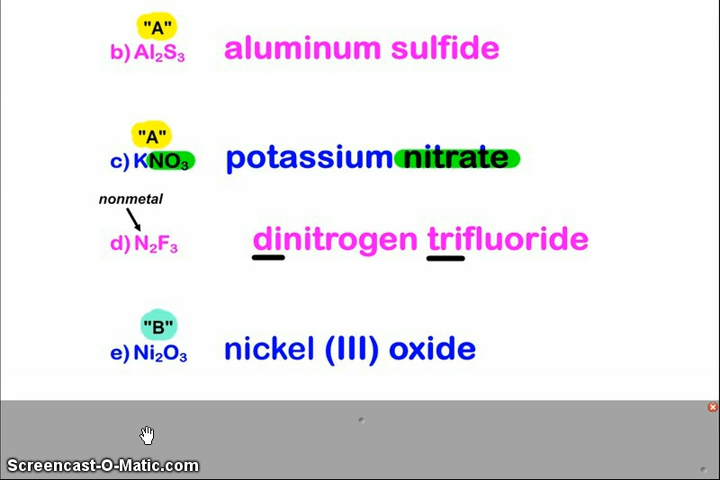 "A"
b) Al₂S₃ aluminum sulfide
"A"
c) KNO₃ potassium nitrate
nonmetal
d) N₂F₃ dinitrogen trifluoride
"B"
e) Ni₂O₃ nickel (III) oxide
Screencast-O-Matic.com